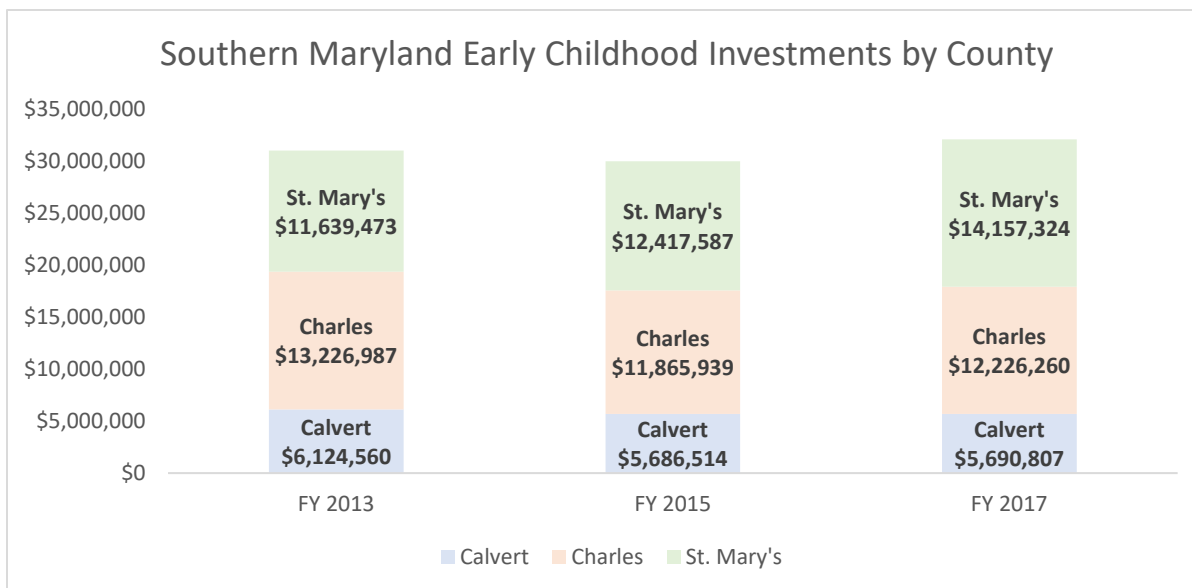 Southern Maryland Early Childhood Investments by County
$35,000,000
$30,000,000
$25,000,000
$20,000,000
$15,000,000
$10,000,000
$5,000,000
$0
St. Mary's
$11,639,473
Charles
$13,226,987
Calvert
$6,124,560
St. Mary's
$12,417,587
Charles
$11,865,939
Calvert
$5,686,514
St. Mary's
$14,157,324
Charles
$12,226,260
Calvert
$5,690,807
FY 2013
FY 2015
FY 2017
Calvert
Charles
St. Mary's